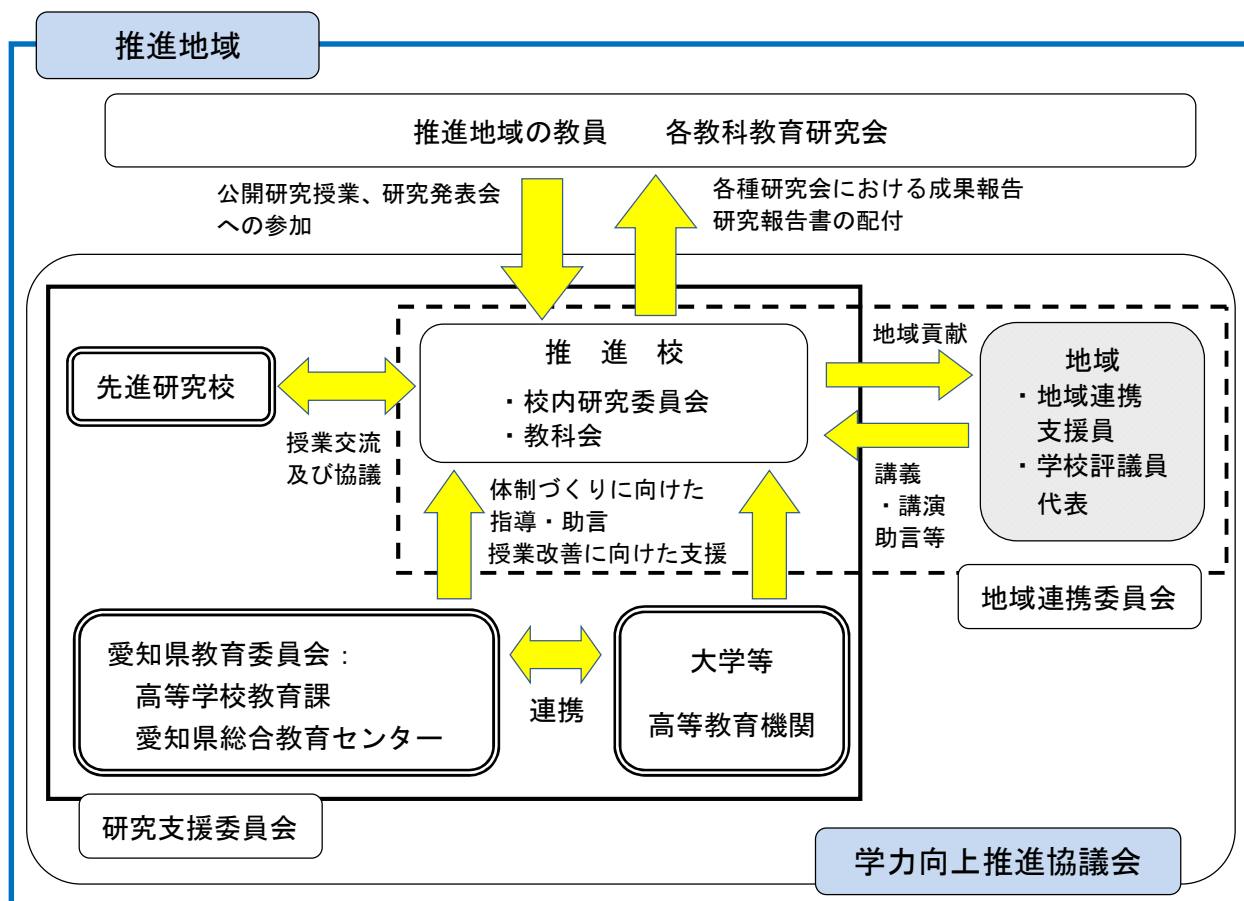 推進地域
推進地域の教員　　各教科教育研究会
公開研究授業、研究発表会
への参加
各種研究会における成果報告
研究報告書の配付
先進研究校
授業交流
及び協議
推　進　校
・校内研究委員会
・教科会
地域貢献
講義
・講演
助言等
地域
・地域連携
支援員
・学校評議員
代表
体制づくりに向けた
指導・助言
授業改善に向けた支援
地域連携委員会
愛知県教育委員会：
高等学校教育課
愛知県総合教育センター
連携
大学等
高等教育機関
研究支援委員会
学力向上推進協議会